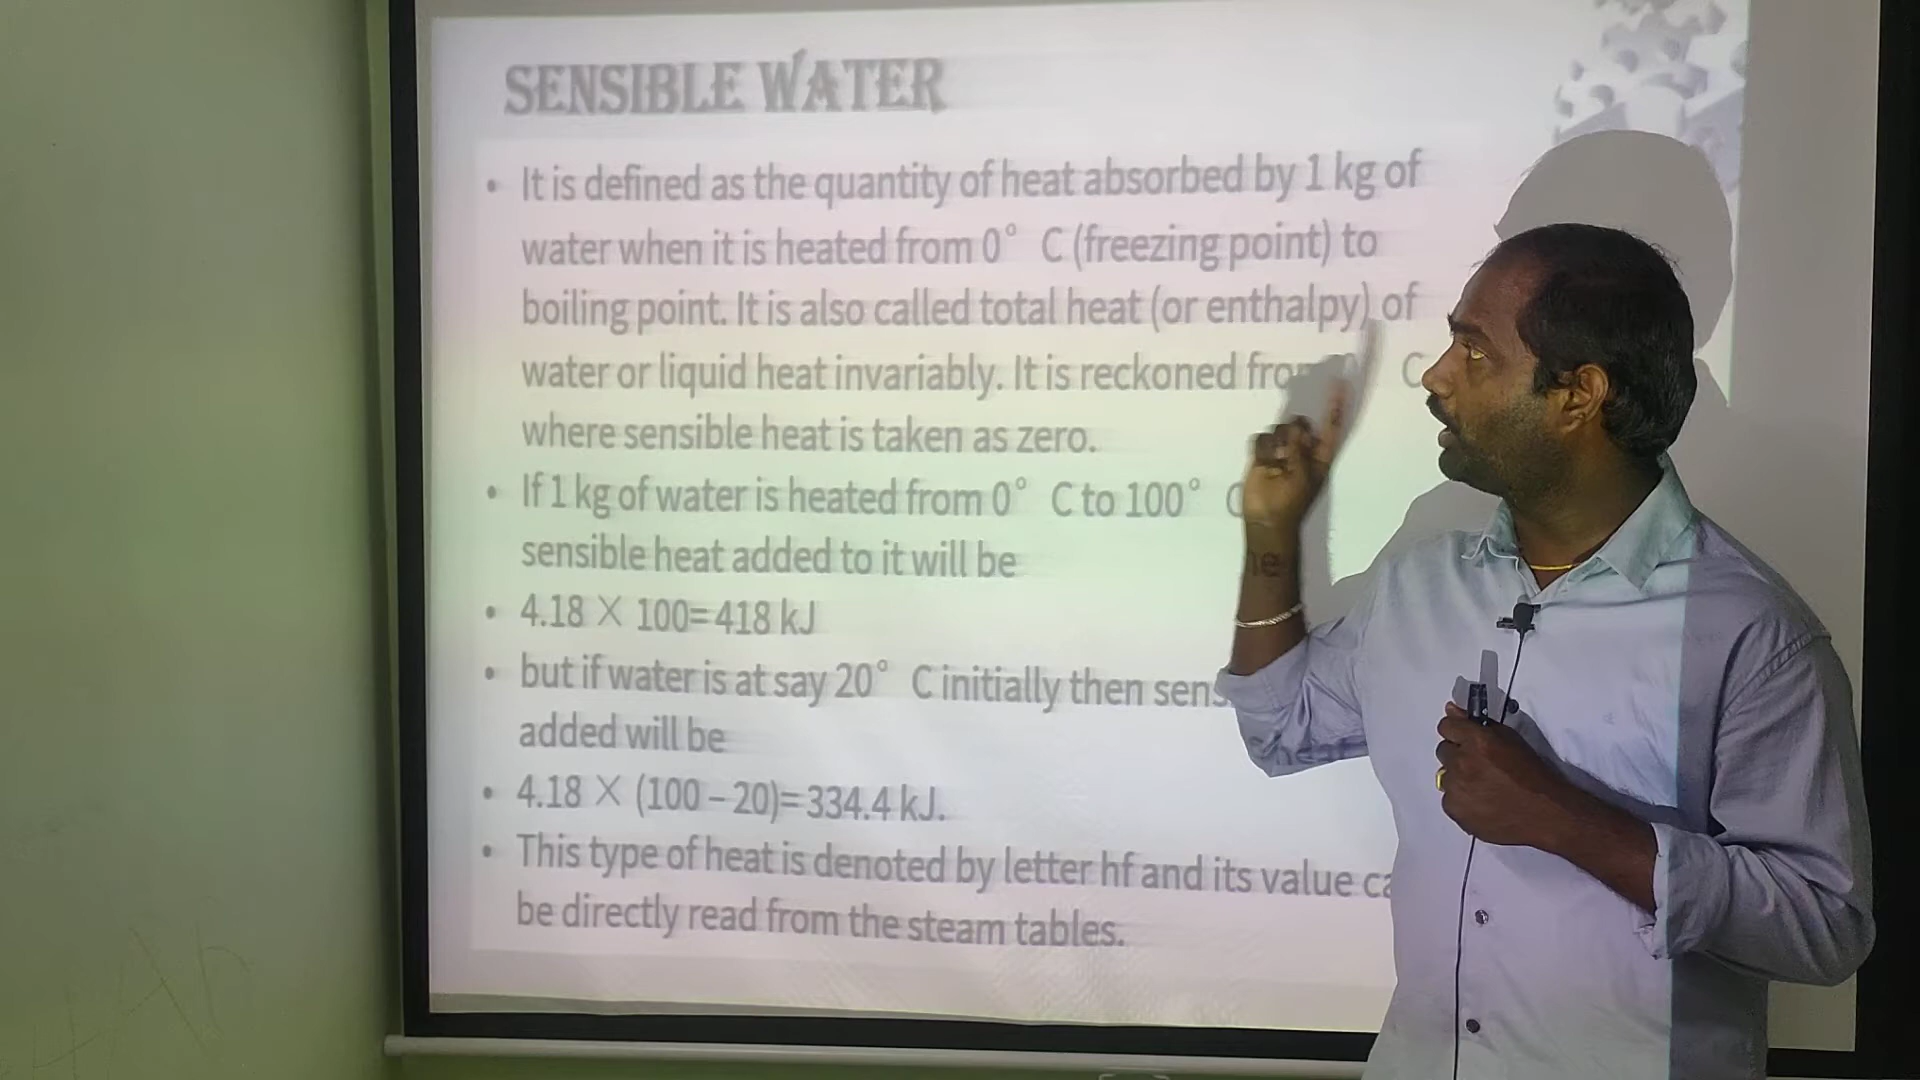 SENSIBLE WATER
• It is defined as the quantity of heat absorbed by 1 kg of
water when it is heated from 0° C (freezing point) to
boiling point. It is also called total heat (or enthalpy) of
water or liquid heat invariably. It is reckoned from 0° C
where sensible heat is taken as zero.
• If 1 kg of water is heated from 0° C to 100° C
sensible heat added to it will be
• 4.18 × 100=418 kJ
• but if water is at say 20° C initially then
added will be
• 4.18 × (100 – 20)=334.4 kJ.
• This type of heat is denoted by letter hf and its value
be directly read from the steam tables.